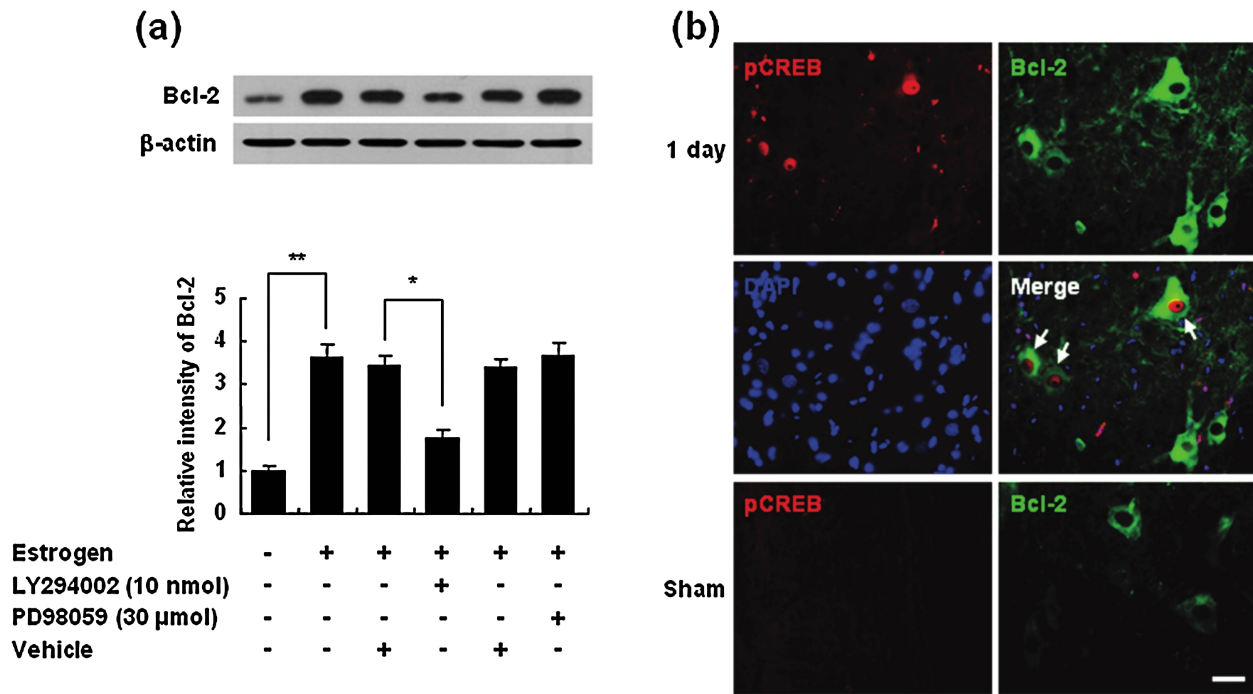 (a)
Bcl-2
β-actin
Relative intensity of Bcl-2
5
4
3
2
1
0
**
*
Estrogen - + + + + +
LY294002 (10 nmol) - - - + - -
PD98059 (30 µmol) - - - - - +
Vehicle - - + - + -
(b)
pCREB Bcl-2
1 day
DAPI Merge
pCREB Bcl-2
Sham